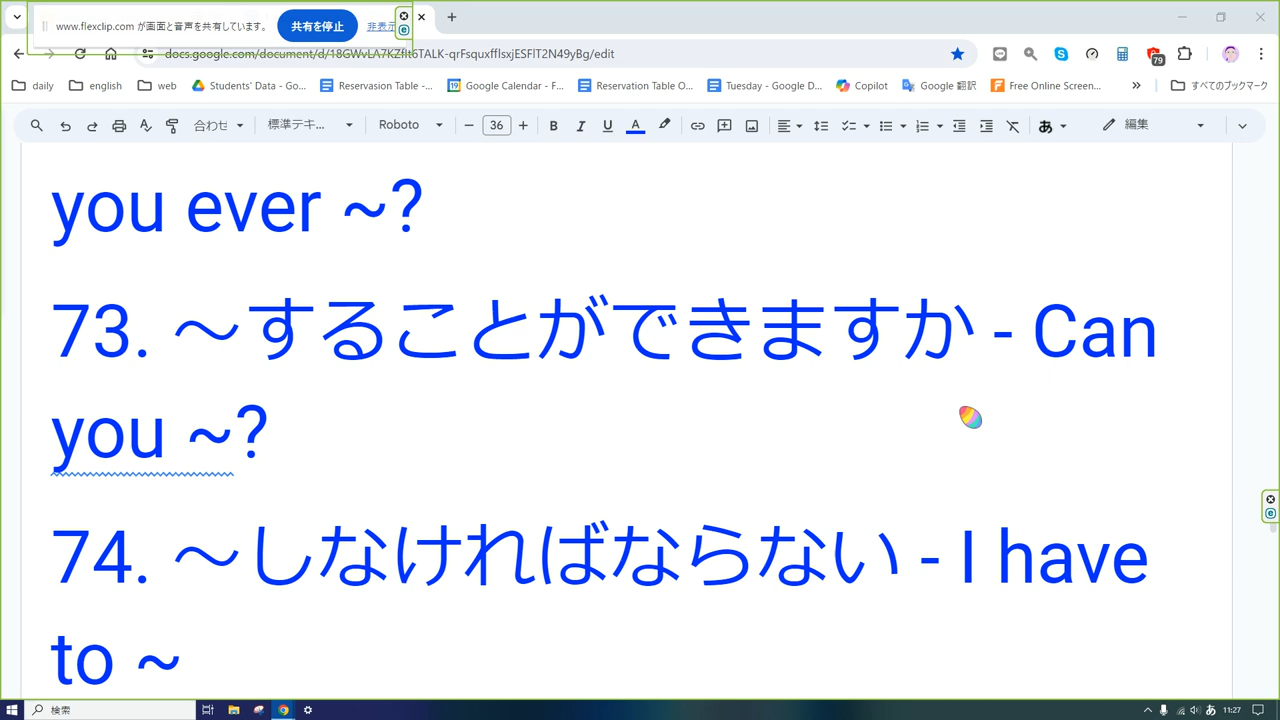 www.flexclip.com が画面と音声を共有しています。 共有を停止 非表示
docs.google.com/document/d/
79
daily english web Students' Data - Go... Reservasion Table -... Google Calendar - F... Reservation Table O... Tuesday - Google D... Copilot Google 翻訳 Free Online Screen... » すべてのブックマーク
合わせ 標準テキ... Roboto 36 B I U A あ 編集
you ever ~?
73. ～することができますか - Can
you ~?
74. ～しなければならない - I have
to ~
検索 あ 11:27